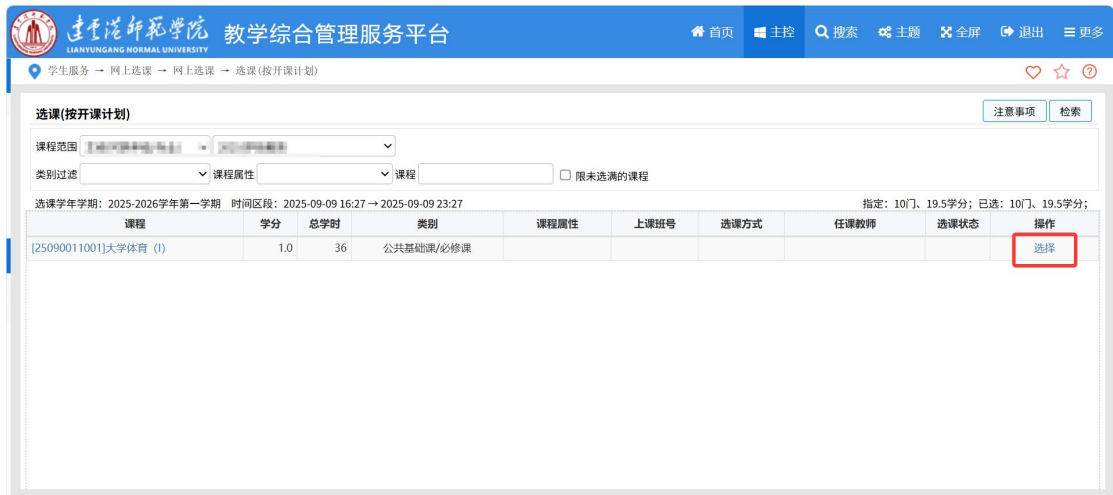 连云港师范学院 教学综合管理服务平台 首页 主控 搜索 主题 全屏 退出 更多
LIANYUNGANG NORMAL UNIVERSITY
学生服务 → 网上选课 → 网上选课 → 选课(按开课计划)
选课(按开课计划) 注意事项 检索
课程范围
类别过滤 课程属性 课程 限未选满的课程
选课学年学期：2025-2026学年第一学期 时间区段：2025-09-09 16:27→2025-09-09 23:27 指定：10门、19.5学分；已选：10门、19.5学分；
课程 学分 总学时 类别 课程属性 上课班号 选课方式 任课教师 选课状态 操作
[25090011001]大学体育（I） 1.0 36 公共基础课/必修课 选择